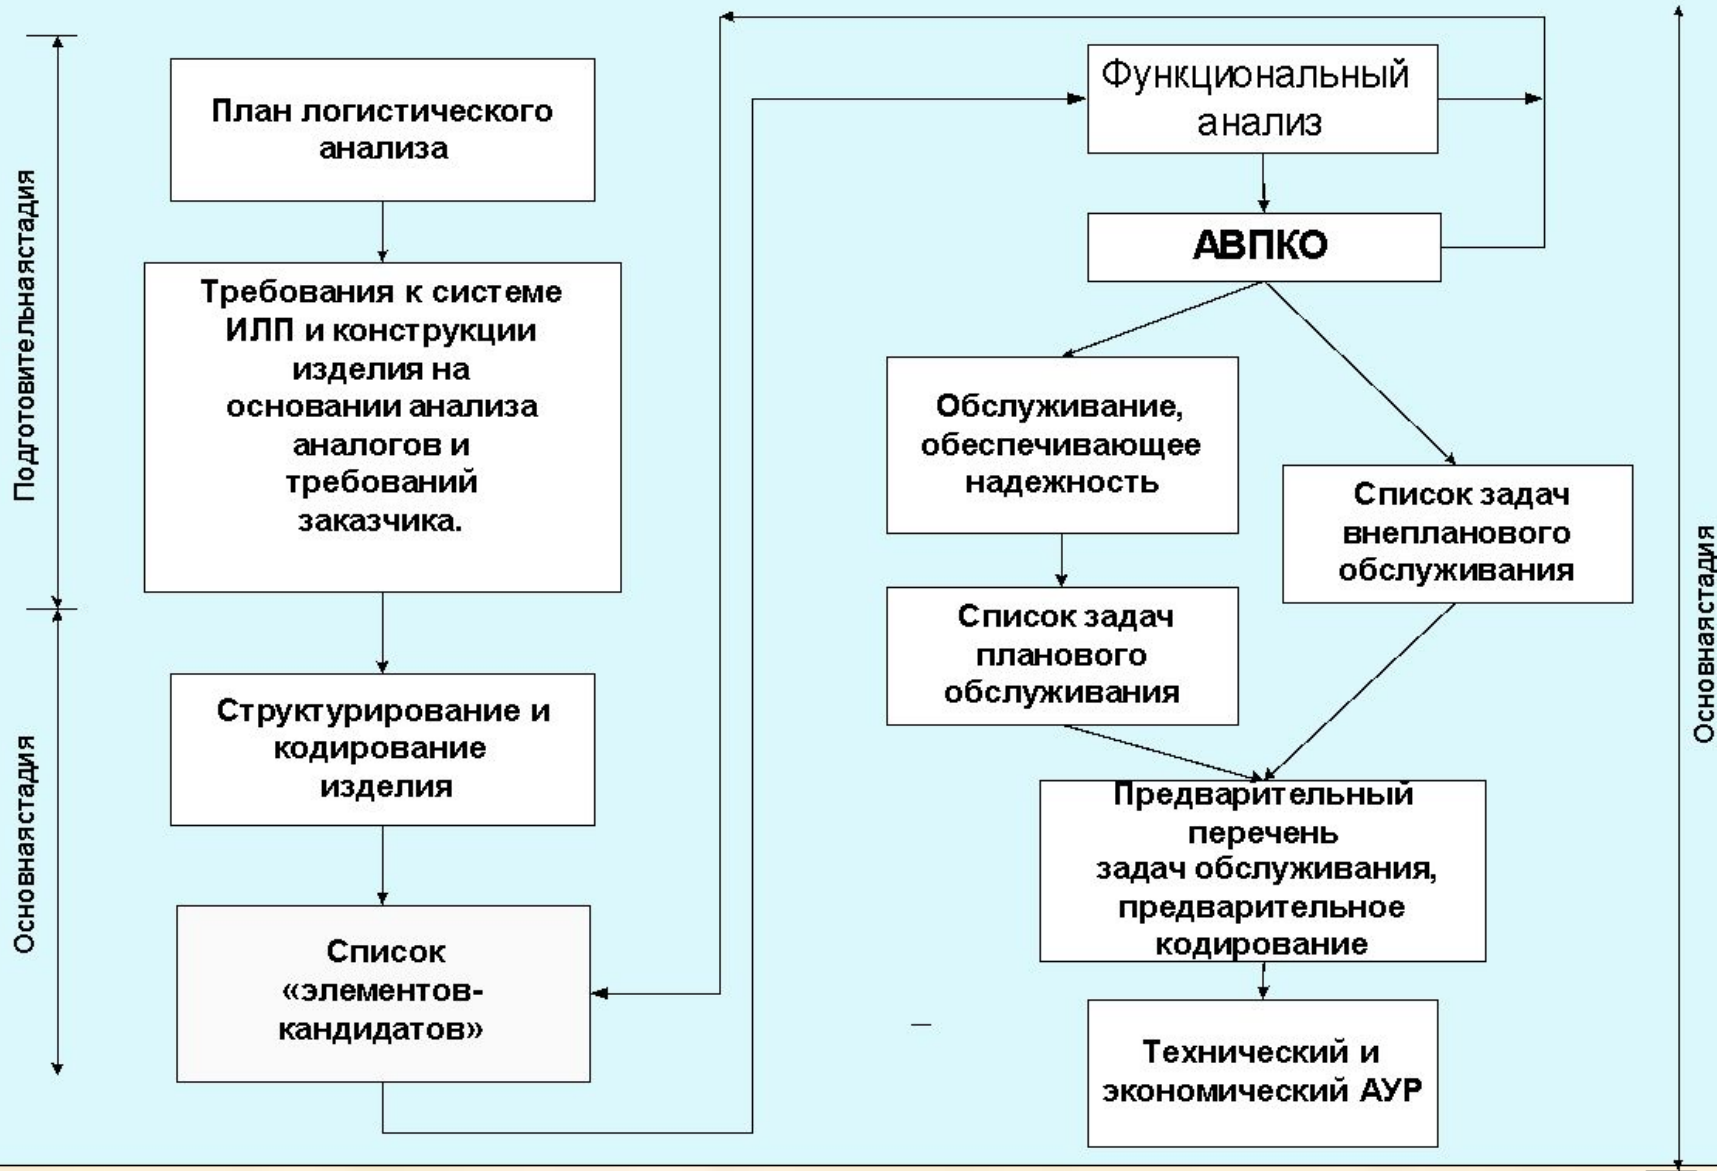 План логистического
анализа
Требования к системе
ИЛП и конструкции
изделия на
основании анализа
аналогов и
требований
заказчика.
Структурирование и
кодирование
изделия
Список
«элементов-
кандидатов»
Подготовительнаястадия
Основнаястадия
Функциональный
анализ
АВПКО
Обслуживание,
обеспечивающее
надежность
Список задач
внепланового
обслуживания
Список задач
планового
обслуживания
Предварительный
перечень
задач обслуживания,
предварительное
кодирование
Технический и
экономический АУР
Основнаястадия